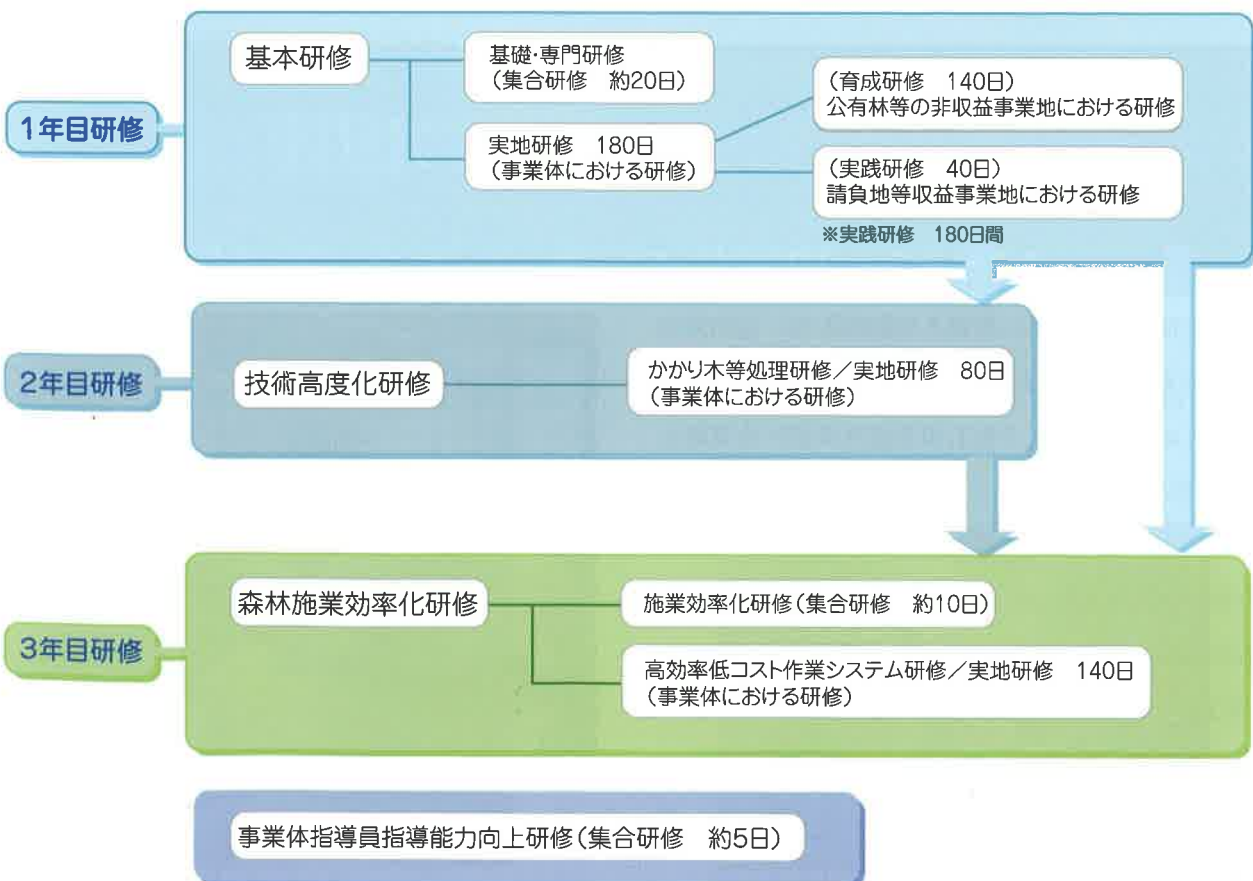 1年目研修
基本研修
基礎・専門研修
(集合研修　約20日)
実地研修　180日
(事業体における研修)
(育成研修　140日)
公有林等の非収益事業地における研修
(実践研修　40日)
請負地等収益事業地における研修
※実践研修　180日間
2年目研修
技術高度化研修
かかり木等処理研修／実地研修　80日
(事業体における研修)
3年目研修
森林施業効率化研修
施業効率化研修(集合研修　約10日)
高効率低コスト作業システム研修／実地研修　140日
(事業体における研修)
事業体指導員指導能力向上研修(集合研修　約5日)